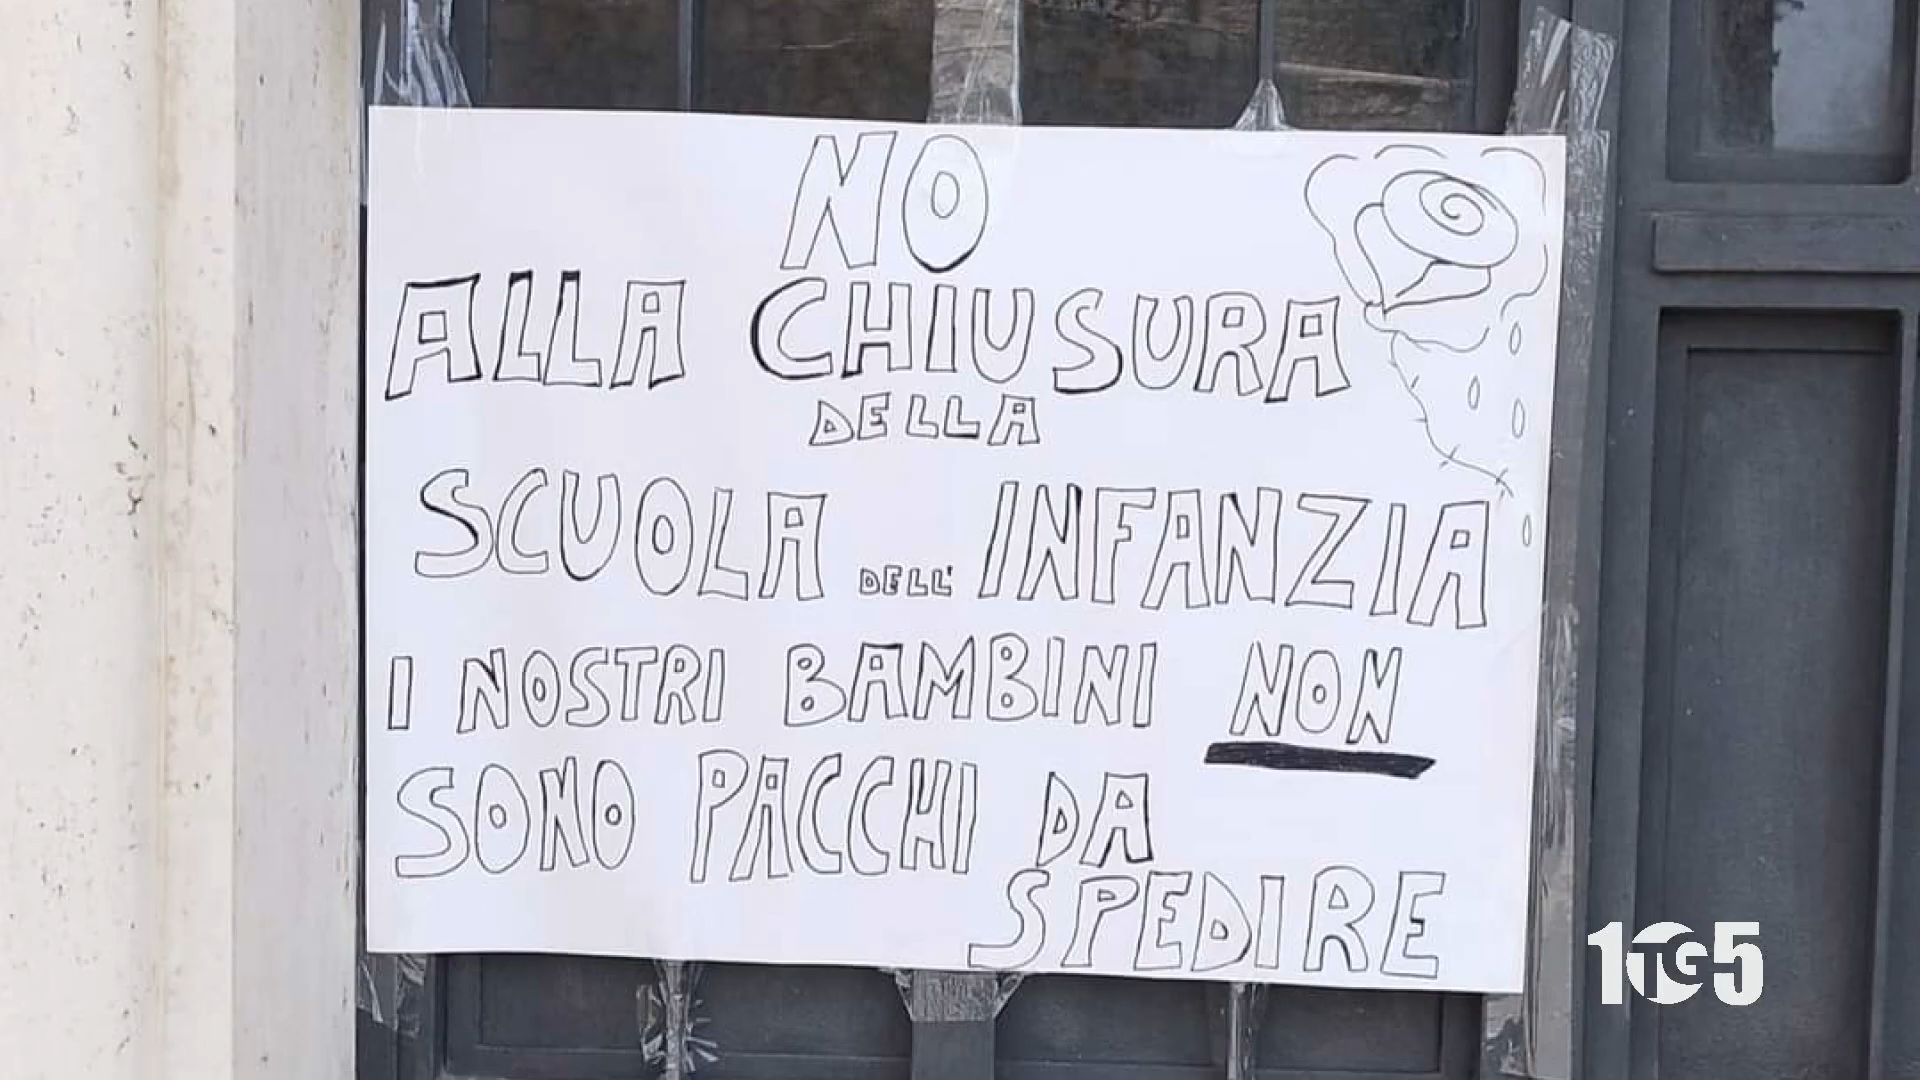 NO
ALLA CHIUSURA
DELLA
SCUOLA DELL' INFANZIA
I NOSTRI BAMBINI NON
SONO PACCHI DA
SPEDIRE
1TG5